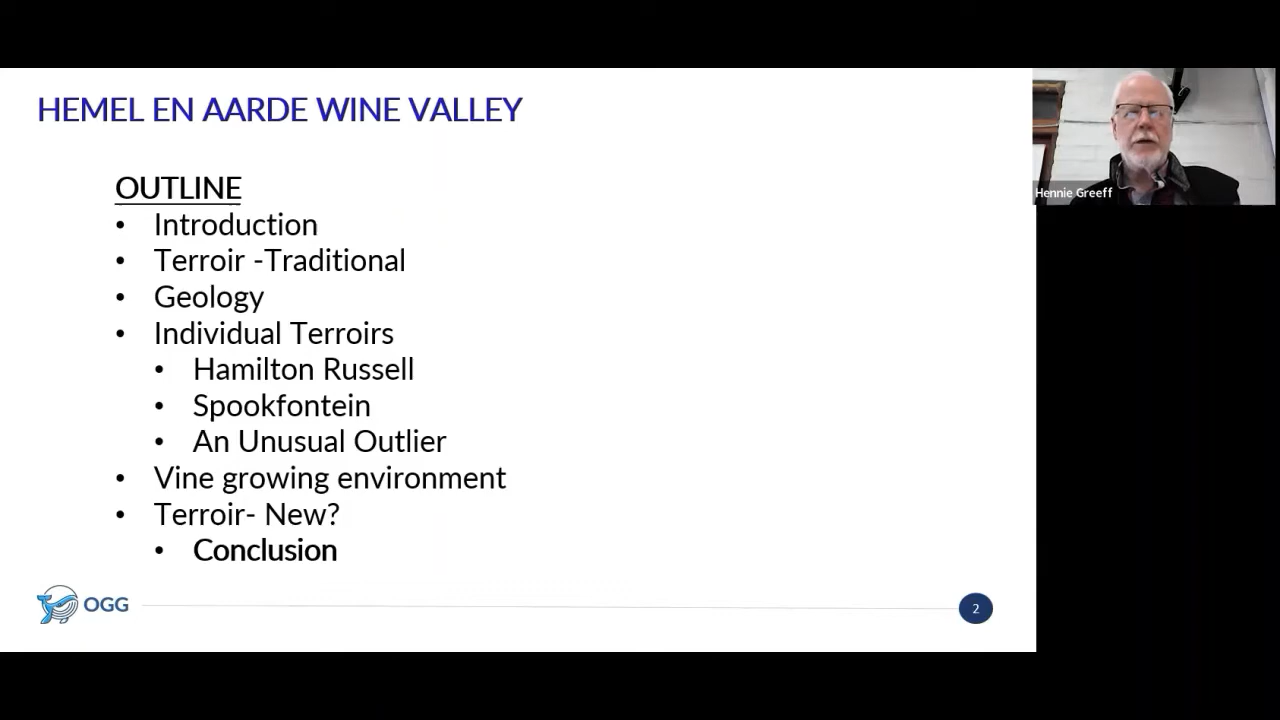 HEMEL EN AARDE WINE VALLEY
OUTLINE
• Introduction
• Terroir -Traditional
• Geology
• Individual Terroirs
• Hamilton Russell
• Spookfontein
• An Unusual Outlier
• Vine growing environment
• Terroir- New?
• Conclusion
OGG
2
Hennie Greeff